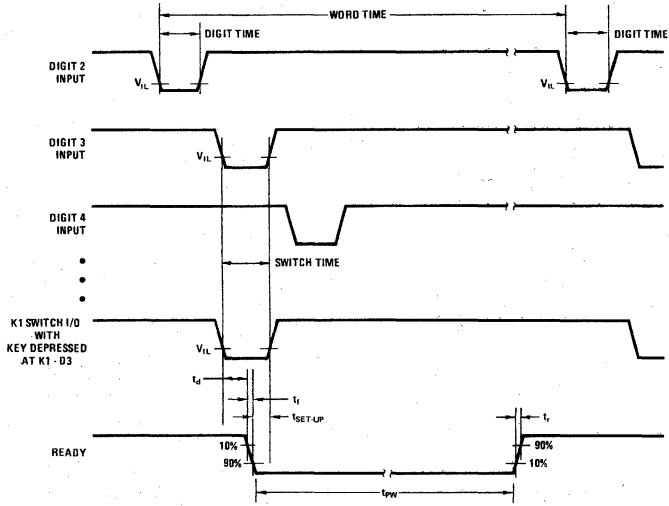 WORD TIME
DIGIT TIME
DIGIT TIME
DIGIT 2
INPUT
VIL
VIL
DIGIT 3
INPUT
VIL
DIGIT 4
INPUT
SWITCH TIME
K1 SWITCH I/O
WITH
KEY DEPRESSED
AT K1 - D3
VIL
td
tf
tSET-UP
tr
READY
10%
90%
90%
10%
tPW